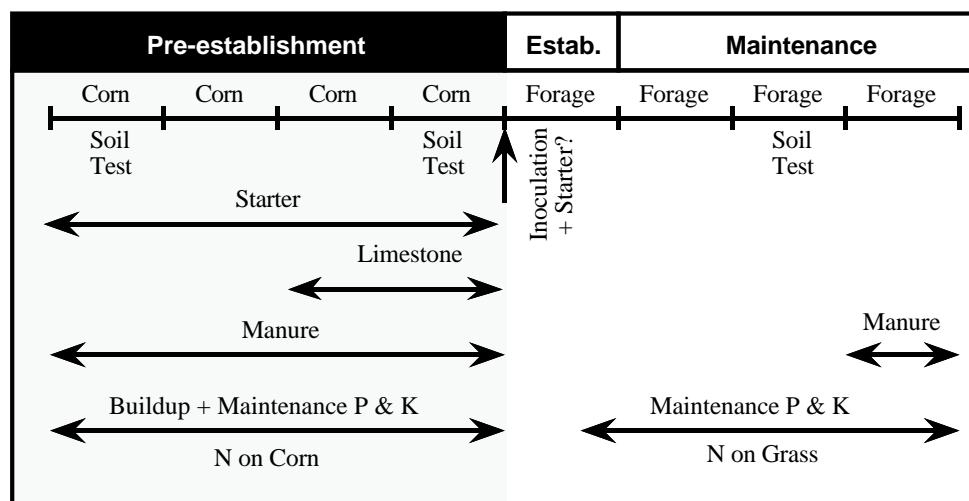 Pre-establishment Estab. Maintenance
Corn Corn Corn Corn Forage Forage Forage Forage
Soil Test
Soil Test
Inoculation
+ Starter?
Soil Test
Starter
Limestone
Manure
Manure
Buildup + Maintenance P & K
N on Corn
Maintenance P & K
N on Grass